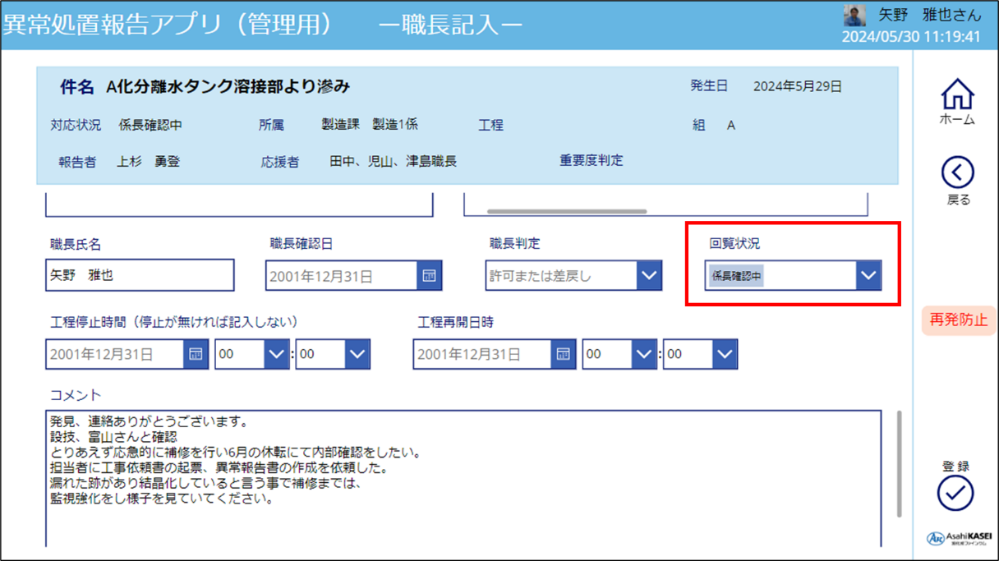 異常処置報告アプリ（管理用）　ー職長記入ー
矢野　雅也さん
2024/05/30 11:19:41
件名 A化分離水タンク溶接部より滲み
発生日 2024年5月29日
対応状況 係長確認中 所属 製造課　製造1係 工程 組 A
報告者 上杉　勇登 応援者 田中、児山、津島職長 重要度判定
ホーム
戻る
職長氏名 職長確認日 職長判定 回覧状況
矢野　雅也 2001年12月31日 許可または差戻し 係長確認中
工程停止時間（停止が無ければ記入しない） 工程再開日時
2001年12月31日 00 : 00 2001年12月31日 00 : 00
再発防止
コメント
発見、連絡ありがとうございます。
設技、富山さんと確認
とりあえず応急的に補修を行い6月の休転にて内部確認をしたい。
担当者に工事依頼書の起票、異常報告書の作成を依頼した。
漏れた跡があり結晶化していると言う事で補修までは、
監視強化をし様子を見ていてください。
登録
AsahiKASEI